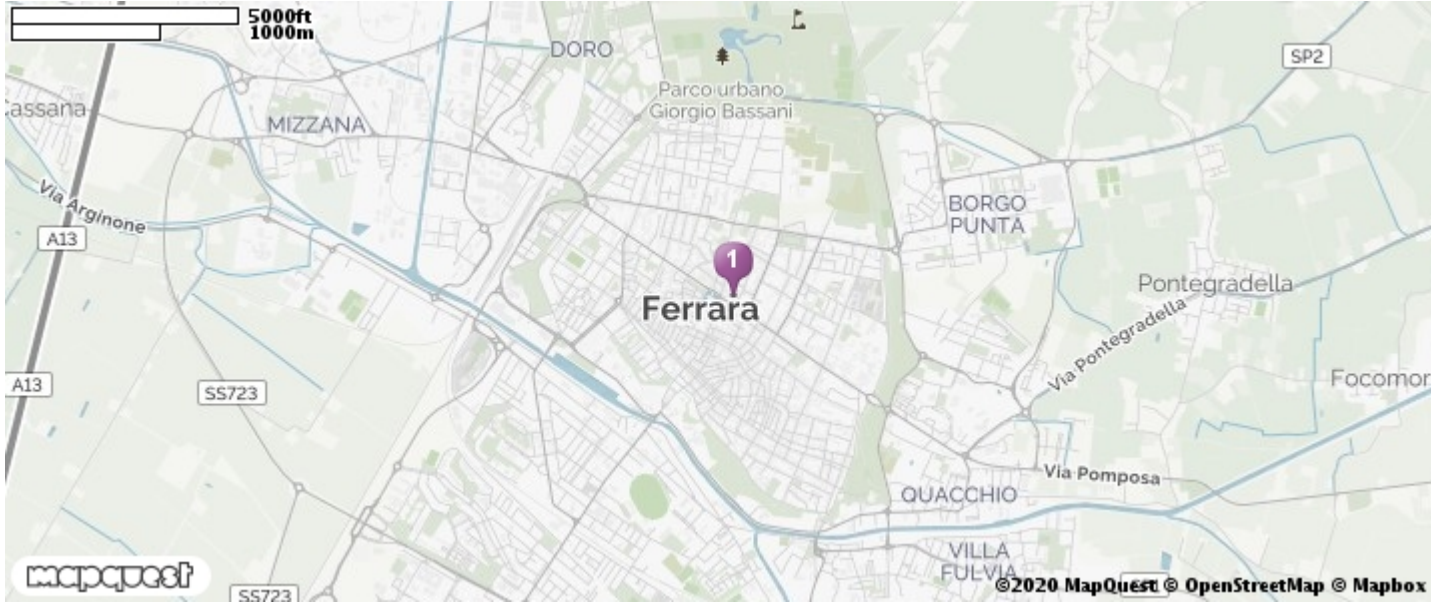 5000ft
1000m
DORO
SP2
Parco urbano
Giorgio Bassani
Cassana
MIZZANA
Via Arginone
BORGO
PUNTA
A13
1
Pontegradella
Ferrara
Via Pontegradella
A13
SS723
Focomor
Via Pomposa
QUACCHIO
VILLA
FULVIA
mapquest
SS723
©2020 MapQuest © OpenStreetMap © Mapbox